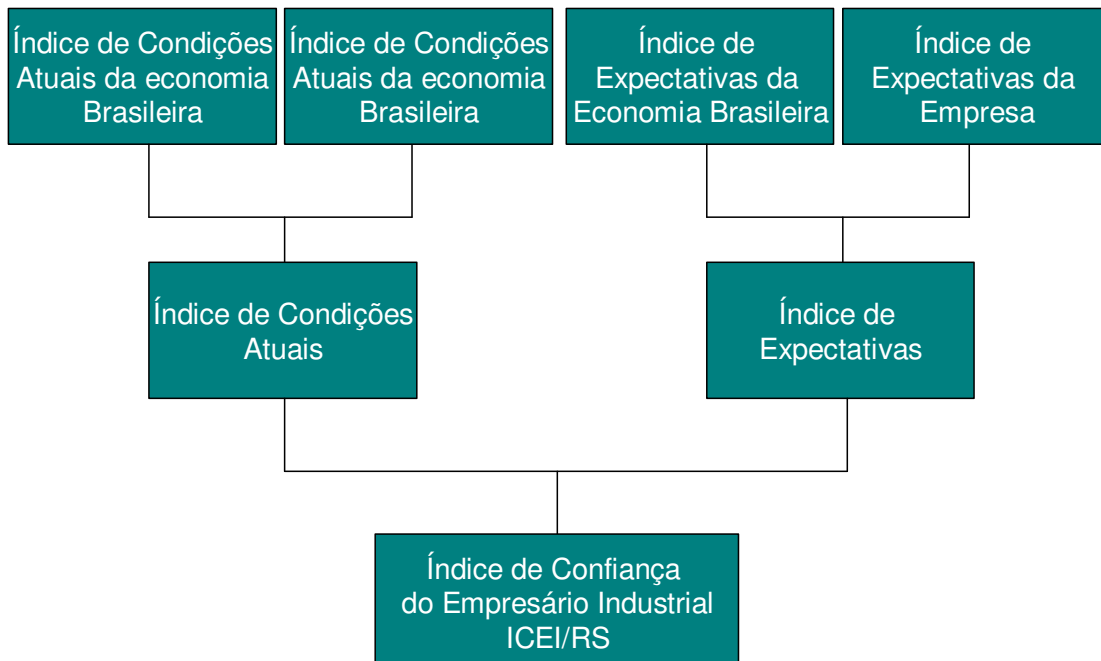 Índice de Condições
Atuais da economia
Brasileira
Índice de Condições
Atuais da economia
Brasileira
Índice de
Expectativas da
Economia Brasileira
Índice de
Expectativas da
Empresa
Índice de Condições
Atuais
Índice de
Expectativas
Índice de Confiança
do Empresário Industrial
ICEI/RS